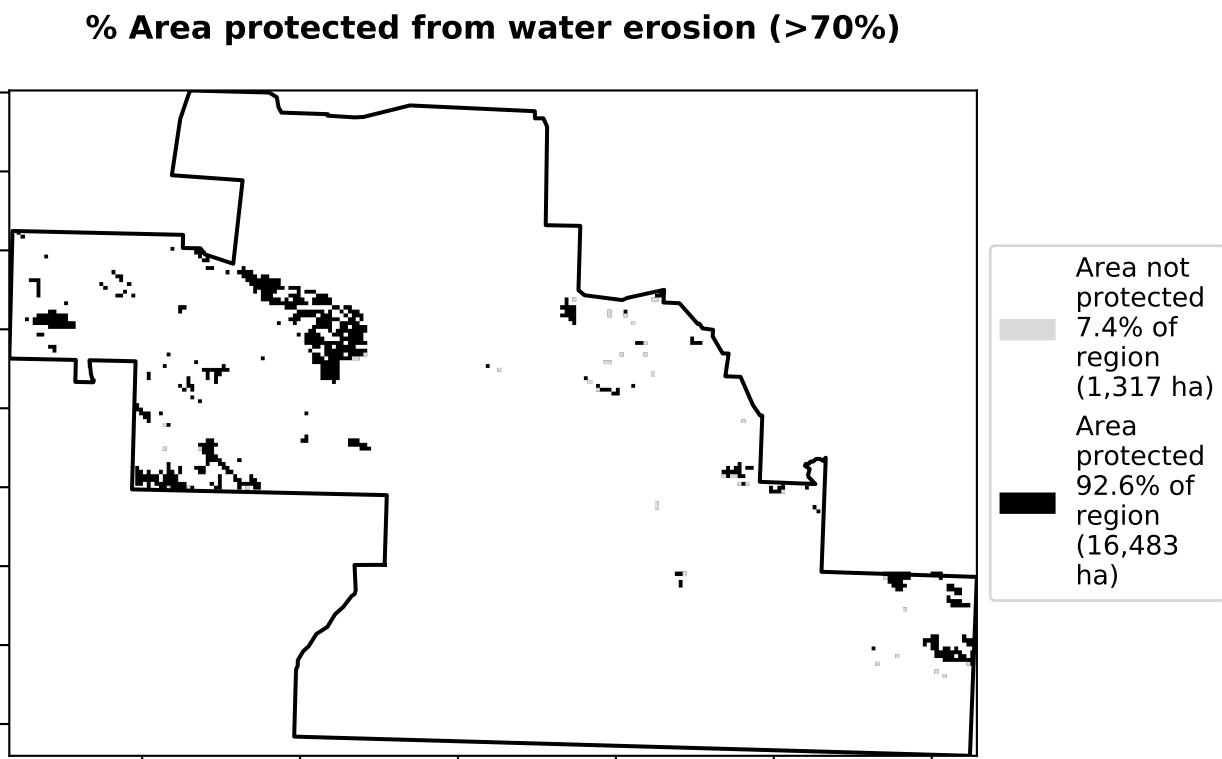 % Area protected from water erosion (>70%)
Area not
protected
7.4% of
region
(1,317 ha)
Area
protected
92.6% of
region
(16,483
ha)